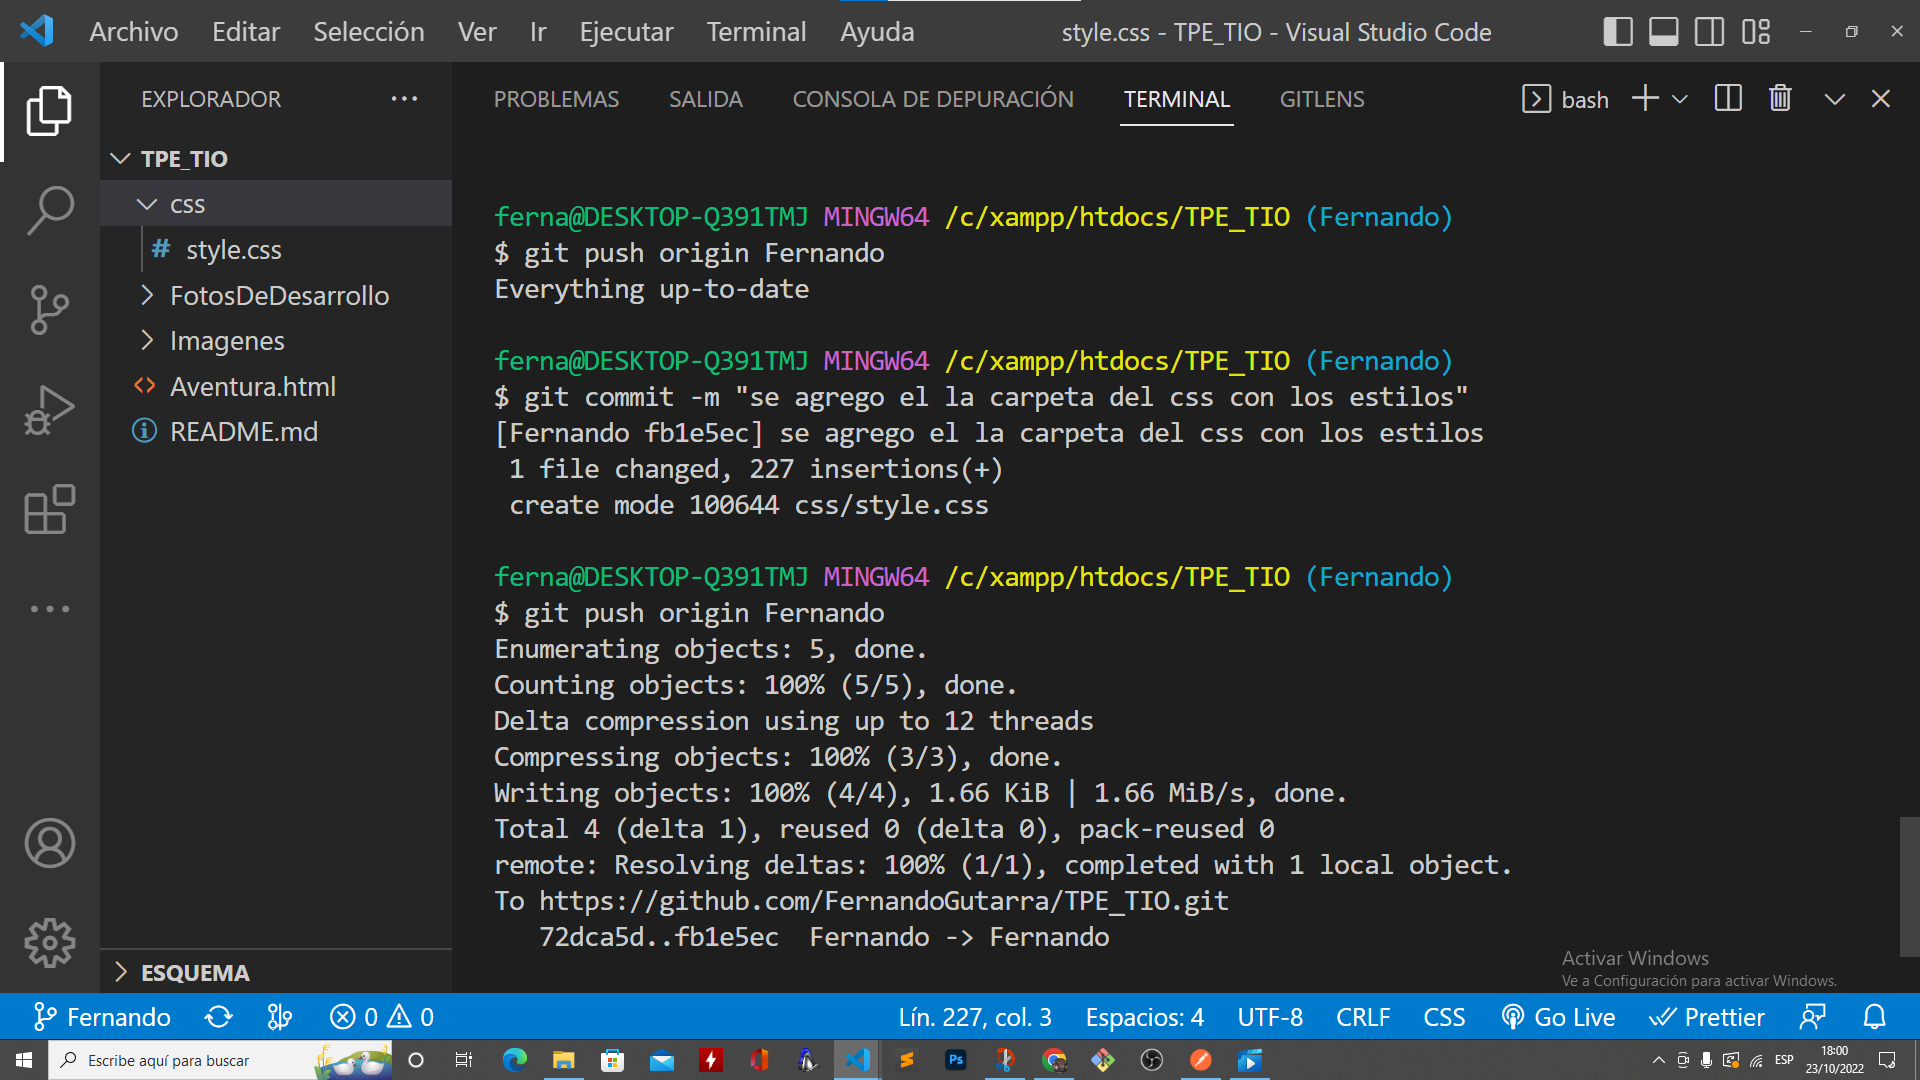 Archivo Editar Selección Ver Ir Ejecutar Terminal Ayuda
style.css - TPE_TIO - Visual Studio Code
EXPLORADOR
TPE_TIO
css
# style.css
FotosDeDesarrollo
Imagenes
Aventura.html
README.md
ESQUEMA
PROBLEMAS SALIDA CONSOLA DE DEPURACIÓN TERMINAL GITLENS
bash
ferna@DESKTOP-Q391TMJ MINGW64 /c/xampp/htdocs/TPE_TIO (Fernando)
$ git push origin Fernando
Everything up-to-date
ferna@DESKTOP-Q391TMJ MINGW64 /c/xampp/htdocs/TPE_TIO (Fernando)
$ git commit -m "se agrego el la carpeta del css con los estilos"
[Fernando fb1e5ec] se agrego el la carpeta del css con los estilos
1 file changed, 227 insertions(+)
create mode 100644 css/style.css
ferna@DESKTOP-Q391TMJ MINGW64 /c/xampp/htdocs/TPE_TIO (Fernando)
$ git push origin Fernando
Enumerating objects: 5, done.
Counting objects: 100% (5/5), done.
Delta compression using up to 12 threads
Compressing objects: 100% (3/3), done.
Writing objects: 100% (4/4), 1.66 KiB | 1.66 MiB/s, done.
Total 4 (delta 1), reused 0 (delta 0), pack-reused 0
remote: Resolving deltas: 100% (1/1), completed with 1 local object.
To https://github.com/FernandoGutarra/TPE_TIO.git
72dca5d..fb1e5ec  Fernando -> Fernando
Activar Windows
Ve a Configuración para activar Windows.
Fernando 0 0 Lín. 227, col. 3 Espacios: 4 UTF-8 CRLF CSS Go Live Prettier
Escribe aquí para buscar
Ps
ESP
18:00
23/10/2022